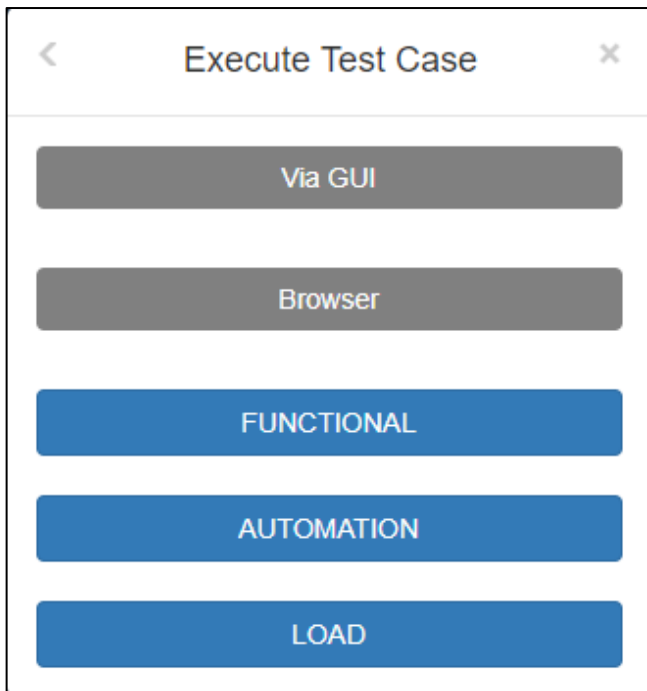 Execute Test Case
Via GUI
Browser
FUNCTIONAL
AUTOMATION
LOAD